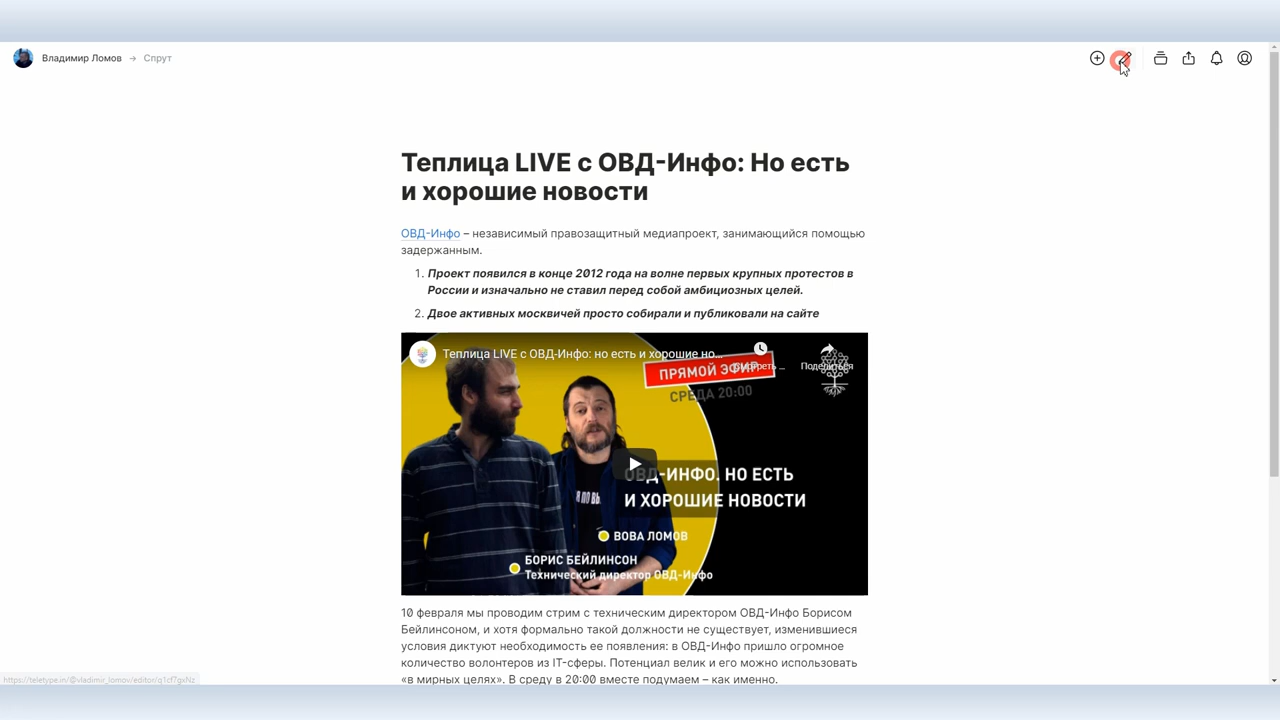 Владимир Ломов → Спрут
Теплица LIVE с ОВД-Инфо: Но есть
и хорошие новости
ОВД-Инфо – независимый правозащитный медиапроект, занимающийся помощью
задержанным.
1. Проект появился в конце 2012 года на волне первых крупных протестов в
России и изначально не ставил перед собой амбициозных целей.
2. Двое активных москвичей просто собирали и публиковали на сайте
Теплица LIVE с ОВД-Инфо: но есть и хорошие но...
ПРЯМОЙ ЭФИР
Поделиться
СРЕДА 20:00
ОВД-ИНФО. НО ЕСТЬ
И ХОРОШИЕ НОВОСТИ
ВОВА ЛОМОВ
БОРИС БЕЙЛИНСОН
Технический директор ОВД-Инфо
10 февраля мы проводим стрим с техническим директором ОВД-Инфо Борисом
Бейлинсоном, и хотя формально такой должности не существует, изменившиеся
условия диктуют необходимость ее появления: в ОВД-Инфо пришло огромное
количество волонтеров из IT-сферы. Потенциал велик и его можно использовать
«в мирных целях». В среду в 20:00 вместе подумаем – как именно.
https://teletype.in/@vladimir_lomov/editor/q1cf7gxNz